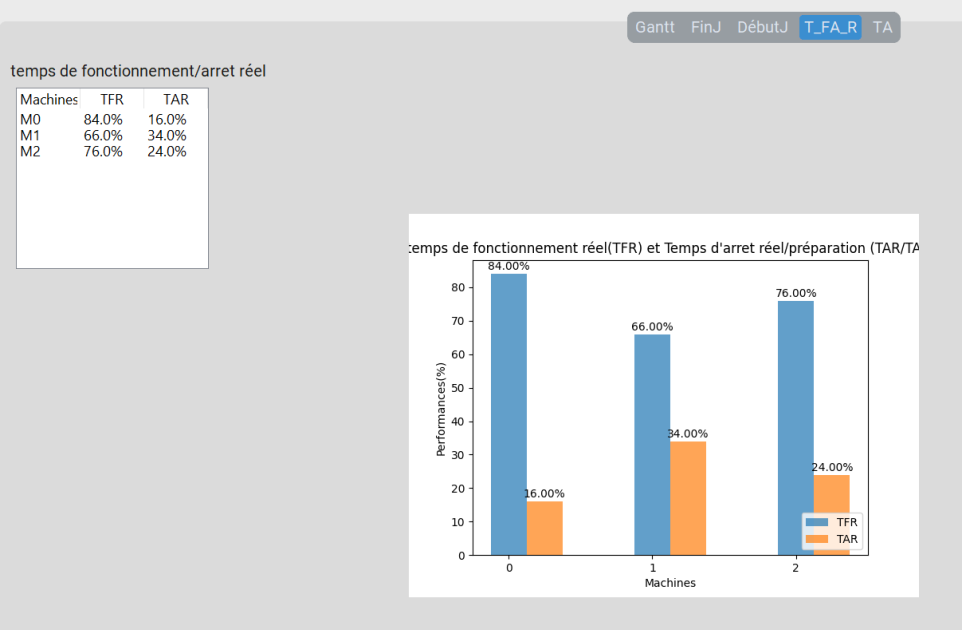 Gantt FinJ DébutJ T_FA_R TA
temps de fonctionnement/arret réel
Machines TFR TAR
M0 84.0% 16.0%
M1 66.0% 34.0%
M2 76.0% 24.0%
temps de fonctionnement réel(TFR) et Temps d'arret réel/préparation (TAR/TA
84.00%
76.00%
66.00%
34.00%
24.00%
16.00%
80
70
60
50
40
30
20
10
0
Performances(%)
TFR
TAR
0 1 2
Machines